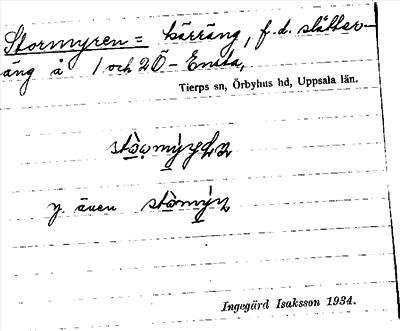 Stormyren = kärräng, f.d. slåtter-
äng å 1 och 2 Ö-Ensta,
Tierps sn, Örbyhus hd, Uppsala län.
y. även
Ingegärd Isaksson 1934.